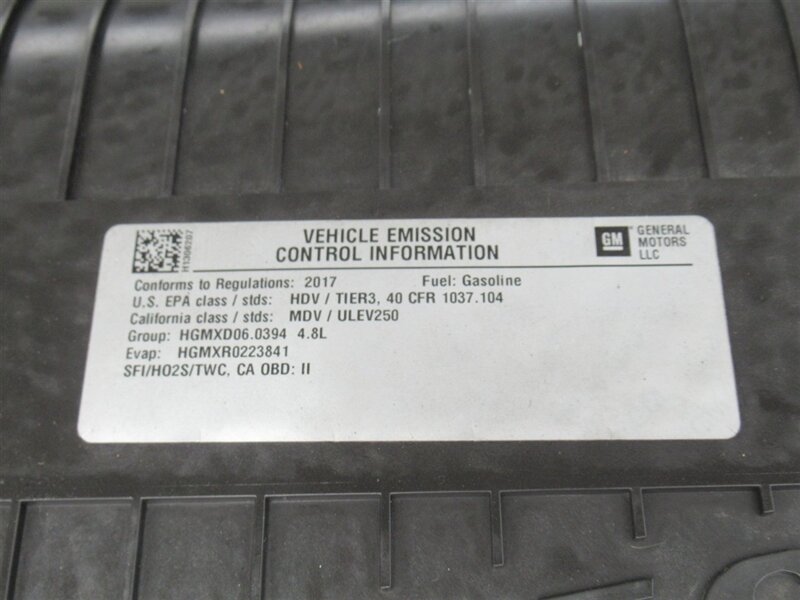 VEHICLE EMISSION
CONTROL INFORMATION
GM
GENERAL
MOTORS
LLC
H1306207
Conforms to Regulations: 2017 Fuel: Gasoline
U.S. EPA class / stds: HDV / TIER3, 40 CFR 1037.104
California class / stds: MDV / ULEV250
Group: HGMXD06.0394 4.8L
Evap: HGMXR0223841
SFI/HO2S/TWC, CA OBD: II